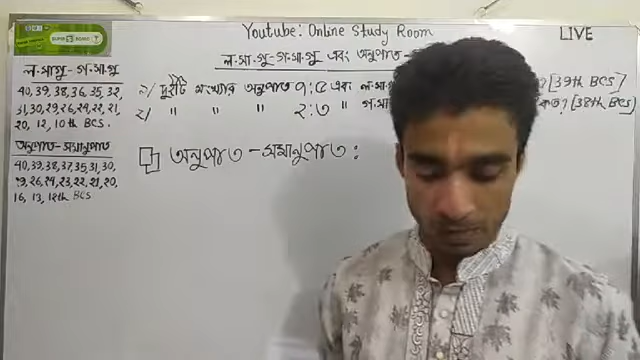 Youtube: Online Study Room
LIVE
ল.সা.গু-গ.সা.গু এবং অনুপাত-
ল.সাগু-গ.সা.গু
40, 39, 38, 36, 35, 32,
31, 30, 29, 26, 24, 22, 21,
20, 12, 10th BCS.
অনুপাত-সমানুপাত
40, 39, 38, 37, 35, 31, 30,
29, 26, 24, 23, 22, 21, 20,
16, 13, 12th BCS
১/ দুইটি সংখ্যার অনুপাত ৭:৫ এবং ল.সা ? [39th BCS]
২/ " " " ২:৩ " গ.সা কত? [38th BCS]
অনুপাত-সমানুপাত: